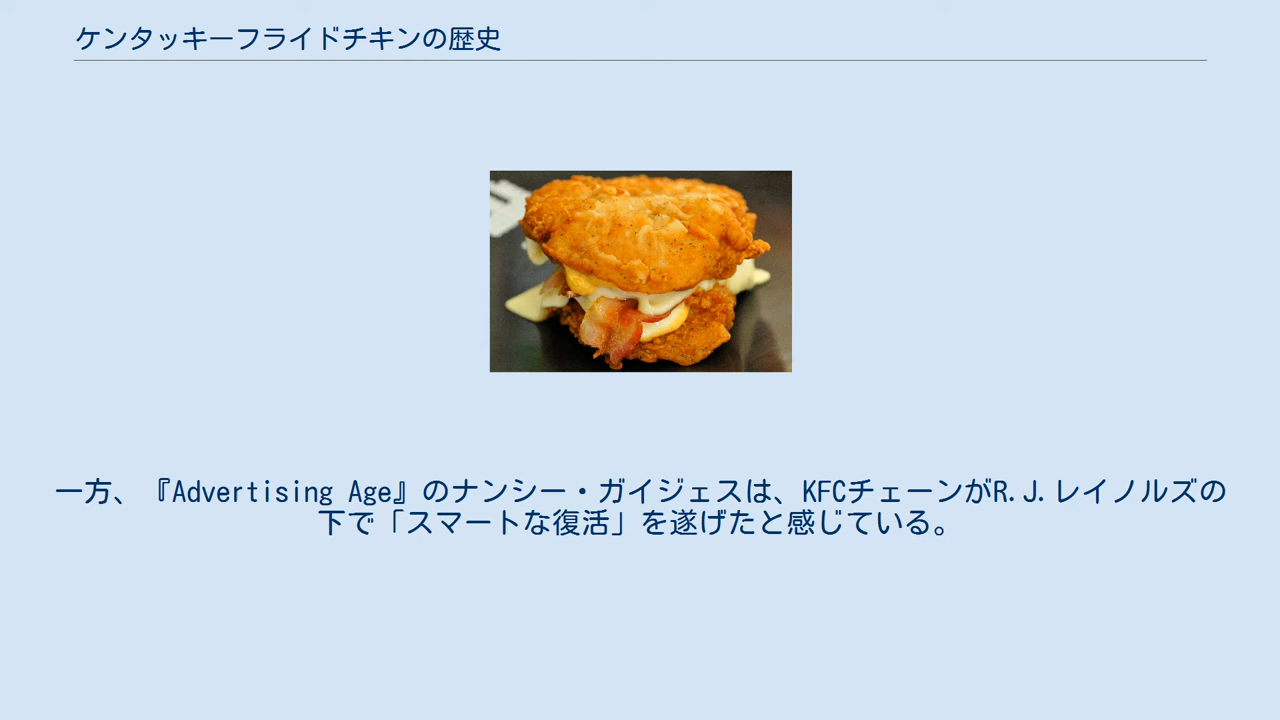 ケンタッキーフライドチキンの歴史
一方、『Advertising Age』のナンシー・ガイジェスは、KFCチェーンがR.J.レイノルズの
下で「スマートな復活」を遂げたと感じている。